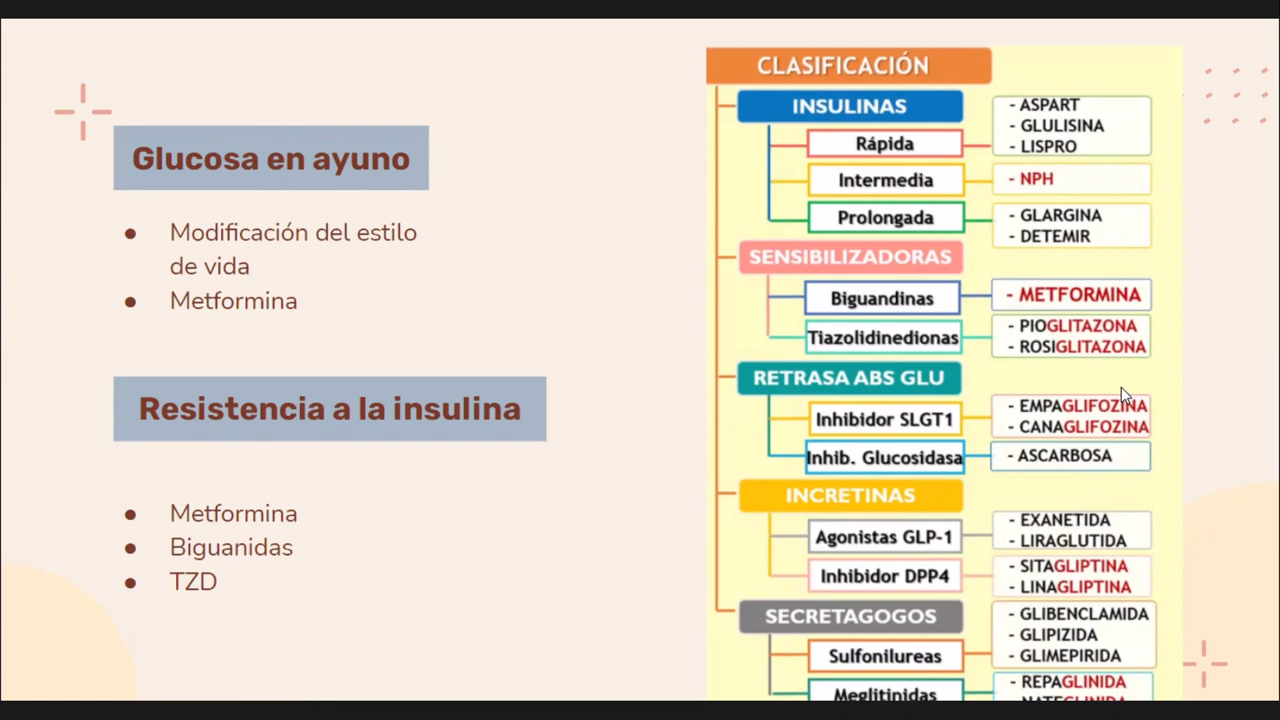 Glucosa en ayuno
● Modificación del estilo
de vida
● Metformina
Resistencia a la insulina
● Metformina
● Biguanidas
● TZD
CLASIFICACIÓN
INSULINAS
Rápida
- ASPART
- GLULISINA
- LISPRO
Intermedia
- NPH
Prolongada
- GLARGINA
- DETEMIR
SENSIBILIZADORAS
Biguandinas
- METFORMINA
Tiazolidinedionas
- PIOGLITAZONA
- ROSIGLITAZONA
RETRASA ABS GLU
Inhibidor SLGT1
- EMPAGLIFOZINA
- CANAGLIFOZINA
Inhib. Glucosidasa
- ASCARBOSA
INCRETINAS
Agonistas GLP-1
- EXANETIDA
- LIRAGLUTIDA
Inhibidor DPP4
- SITAGLIPTINA
- LINAGLIPTINA
SECRETAGOGOS
Sulfonilureas
- GLIBENCLAMIDA
- GLIPIZIDA
- GLIMEPIRIDA
Meglitinidas
- REPAGLINIDA
- NATEGLINIDA